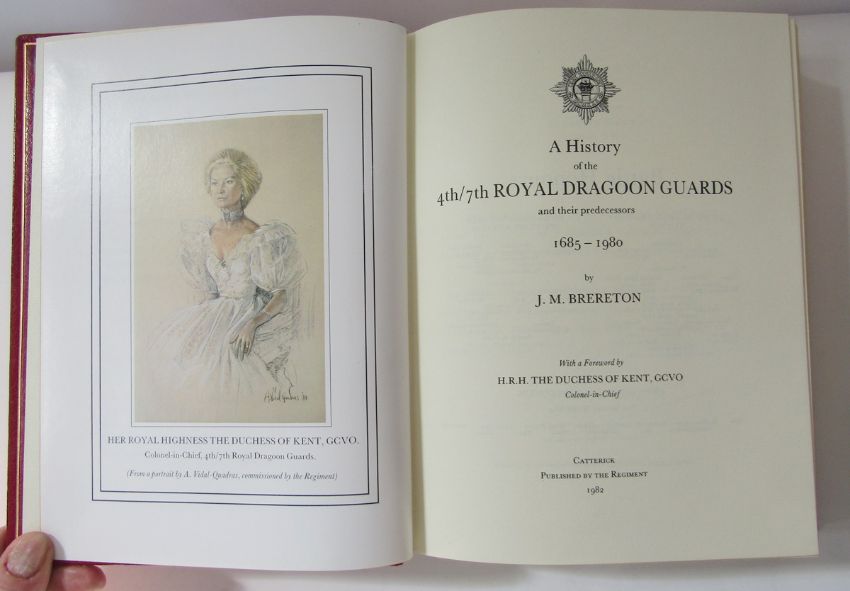 HER ROYAL HIGHNESS THE DUCHESS OF KENT, GCVO.
Colonel-in-Chief, 4th/7th Royal Dragoon Guards.
(From a portrait by A. Vidal-Quadras, commissioned by the Regiment)
A History
of the
4th/7th ROYAL DRAGOON GUARDS
and their predecessors
1685 – 1980
by
J. M. BRERETON
With a Foreword by
H.R.H. THE DUCHESS OF KENT, GCVO
Colonel-in-Chief
CATTERICK
PUBLISHED BY THE REGIMENT
1982